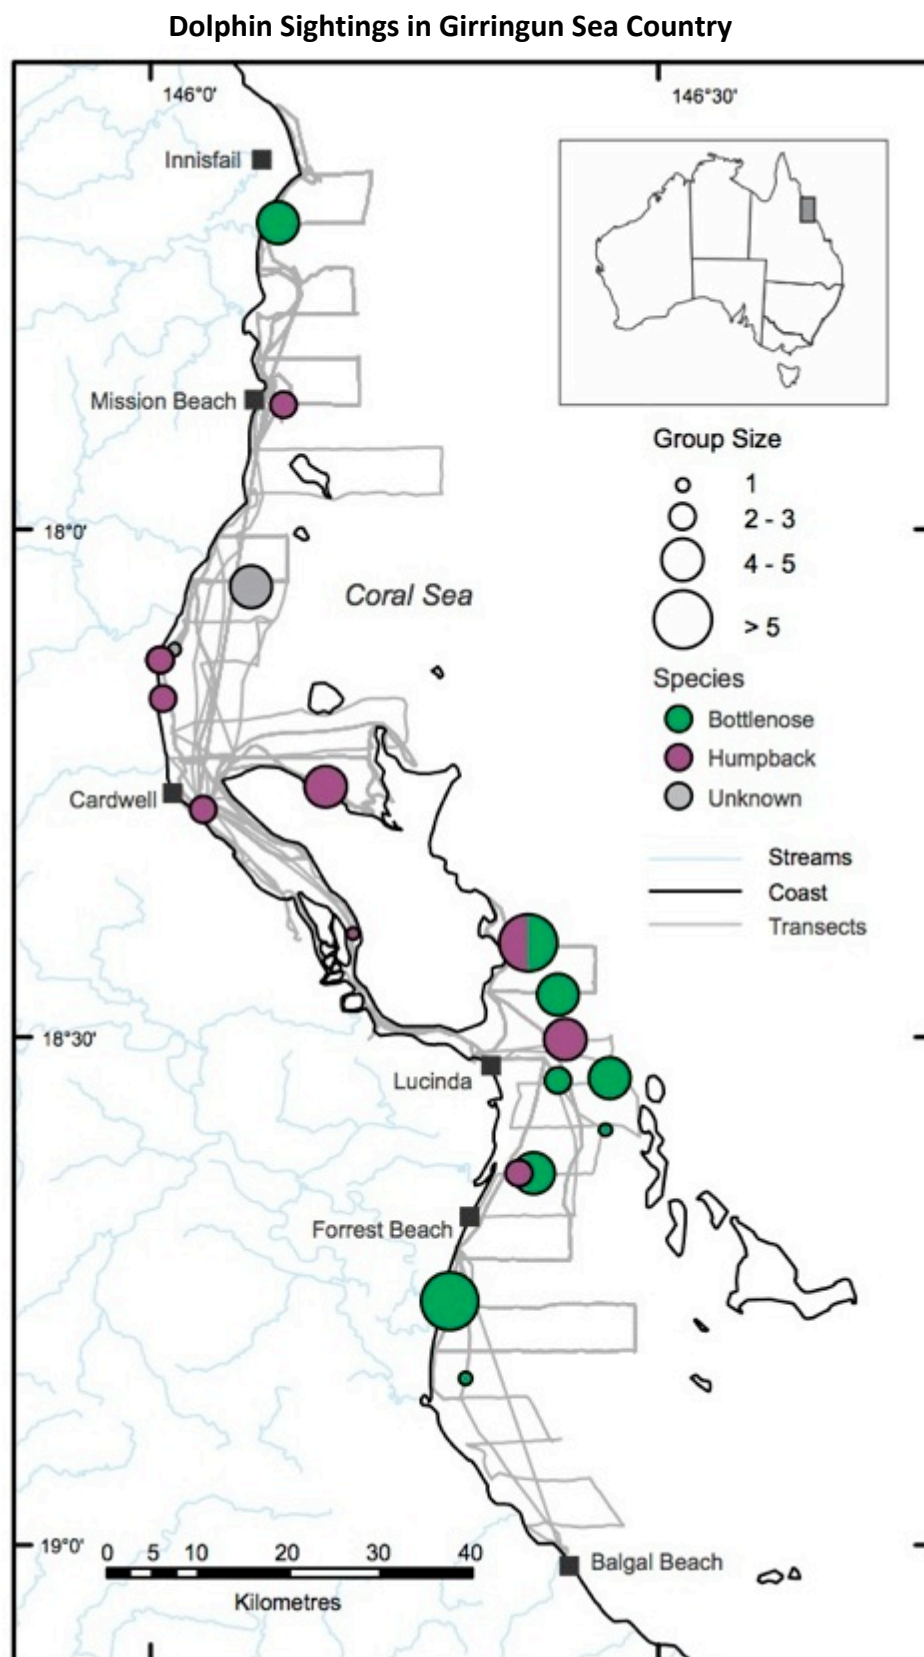 Dolphin Sightings in Girringun Sea Country
146°0'
146°30'
Innisfail
Mission Beach
Group Size
1
2 - 3
18°0'
4 - 5
Coral Sea
> 5
Species
Bottlenose
Humpback
Cardwell
Unknown
Streams
Coast
Transects
18°30'
Lucinda
Forrest Beach
19°0'
0 5 10 20 30 40
Balgal Beach
Kilometres